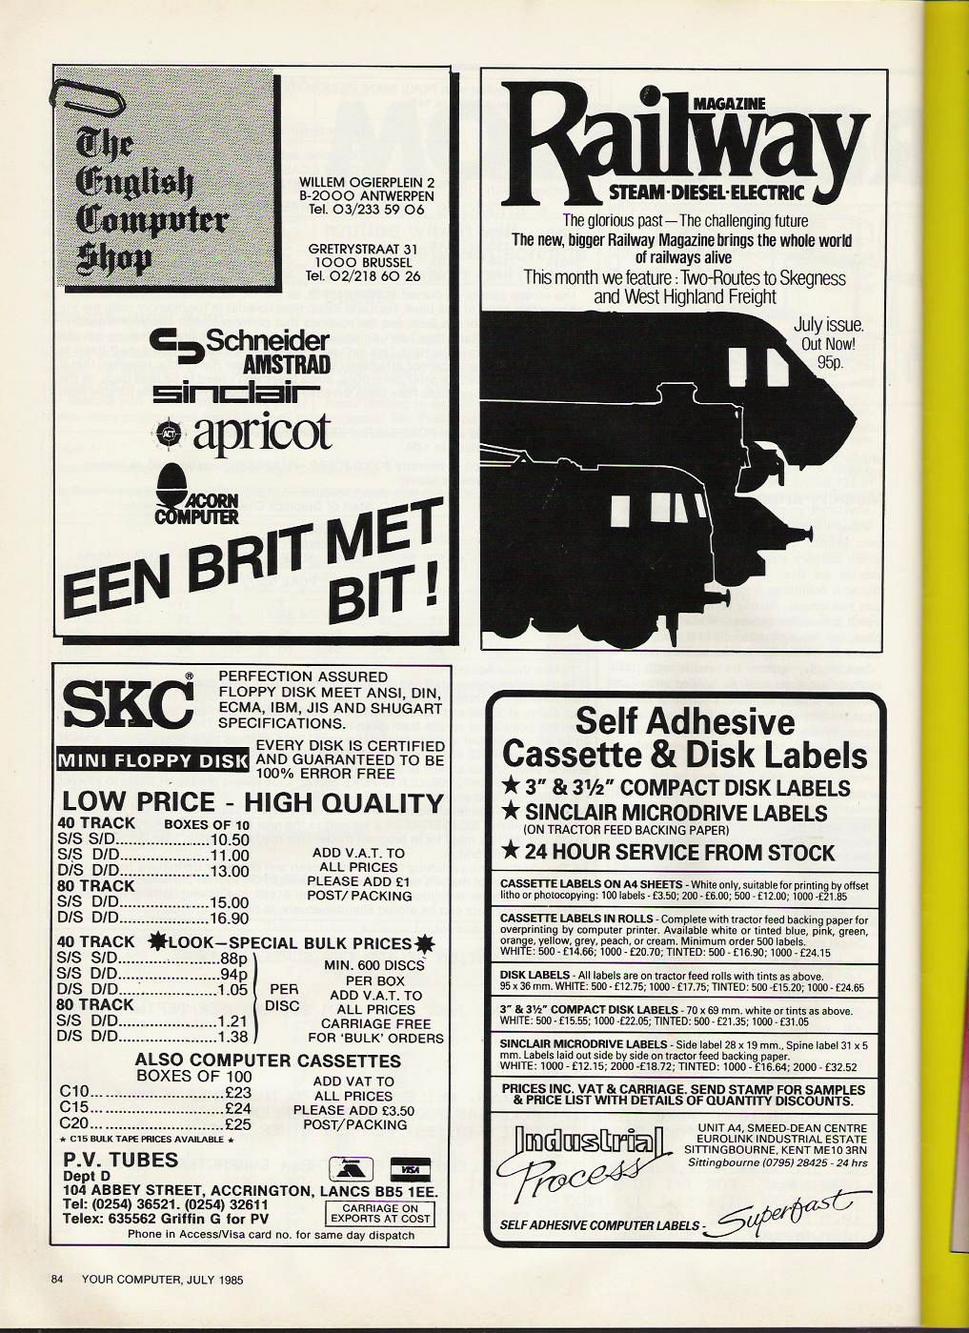 The
English
Computer
Shop
WILLEM OGIERPLEIN 2
B-2000 ANTWERPEN
Tel. 03/233 59 06
GRETRYSTRAAT 31
1000 BRUSSEL
Tel. 02/218 60 26
Schneider
AMSTRAD
sinclair
ACT
apricot
ACORN
COMPUTER
EEN BRIT MET
BIT!
MAGAZINE
Railway
STEAM·DIESEL·ELECTRIC
The glorious past — The challenging future
The new, bigger Railway Magazine brings the whole world
of railways alive
This month we feature : Two-Routes to Skegness
and West Highland Freight
July issue.
Out Now!
95p.
SKC®
PERFECTION ASSURED
FLOPPY DISK MEET ANSI, DIN,
ECMA, IBM, JIS AND SHUGART
SPECIFICATIONS.
MINI FLOPPY DISK
EVERY DISK IS CERTIFIED
AND GUARANTEED TO BE
100% ERROR FREE
LOW PRICE - HIGH QUALITY
40 TRACK BOXES OF 10
S/S S/D......................10.50
S/S D/D......................11.00
D/S D/D......................13.00
80 TRACK
S/S D/D......................15.00
D/S D/D......................16.90
ADD V.A.T. TO
ALL PRICES
PLEASE ADD £1
POST/PACKING
40 TRACK LOOK—SPECIAL BULK PRICES
S/S S/D........................88p
S/S D/D........................94p
D/S D/D.......................1.05
80 TRACK
S/S D/D.......................1.21
D/S D/D.......................1.38
PER
DISC
MIN. 600 DISCS
PER BOX
ADD V.A.T. TO
ALL PRICES
CARRIAGE FREE
FOR 'BULK' ORDERS
ALSO COMPUTER CASSETTES
BOXES OF 100
C10...............................£23
C15...............................£24
C20...............................£25
★ C15 BULK TAPE PRICES AVAILABLE ★
ADD VAT TO
ALL PRICES
PLEASE ADD £3.50
POST/PACKING
P.V. TUBES
Dept D
104 ABBEY STREET, ACCRINGTON, LANCS BB5 1EE.
Tel: (0254) 36521. (0254) 32611
Telex: 635562 Griffin G for PV
VISA
CARRIAGE ON
EXPORTS AT COST
Phone in Access/Visa card no. for same day dispatch
Self Adhesive
Cassette & Disk Labels
★ 3" & 3½" COMPACT DISK LABELS
★ SINCLAIR MICRODRIVE LABELS
(ON TRACTOR FEED BACKING PAPER)
★ 24 HOUR SERVICE FROM STOCK
CASSETTE LABELS ON A4 SHEETS - White only, suitable for printing by offset
litho or photocopying: 100 labels - £3.50; 200 - £6.00; 500 - £12.00; 1000 -£21.85
CASSETTE LABELS IN ROLLS - Complete with tractor feed backing paper for
overprinting by computer printer. Available white or tinted blue, pink, green,
orange, yellow, grey, peach, or cream. Minimum order 500 labels.
WHITE: 500 - £14.66; 1000 - £20.70; TINTED: 500 - £16.90; 1000 - £24.15
DISK LABELS - All labels are on tractor feed rolls with tints as above.
95 x 36 mm. WHITE: 500 - £12.75; 1000 - £17.75; TINTED: 500 - £15.20; 1000 - £24.65
3" & 3½" COMPACT DISK LABELS - 70 x 69 mm. white or tints as above.
WHITE: 500 - £15.55; 1000 -£22.05; TINTED: 500 - £21.35; 1000 - £31.05
SINCLAIR MICRODRIVE LABELS - Side label 28 x 19 mm., Spine label 31 x 5
mm. Labels laid out side by side on tractor feed backing paper.
WHITE: 1000 - £12.15; 2000 -£18.72; TINTED: 1000 - £16.64; 2000 - £32.52
PRICES INC. VAT & CARRIAGE. SEND STAMP FOR SAMPLES
& PRICE LIST WITH DETAILS OF QUANTITY DISCOUNTS.
Industrial
Process
UNIT A4, SMEED-DEAN CENTRE
EUROLINK INDUSTRIAL ESTATE
SITTINGBOURNE, KENT ME10 3RN
Sittingbourne (0795) 28425 - 24 hrs
SELF ADHESIVE COMPUTER LABELS - Superfast
84 YOUR COMPUTER, JULY 1985